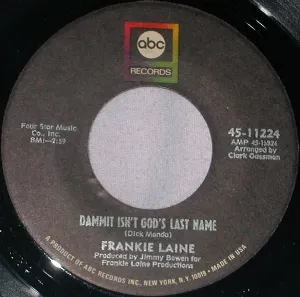 abc
RECORDS
Four Star Music
Co., Inc.
BMI-2:59
45-11224
AMP 45-15926
Arranged by
Clark Gassman
DAMMIT ISN'T GOD'S LAST NAME
(Dick Monda)
FRANKIE LAINE
Produced by Jimmy Bowen for
Frankie Laine Productions
A PRODUCT OF ABC RECORDS INC. NEW YORK, N.Y. 10019 • MADE IN USA